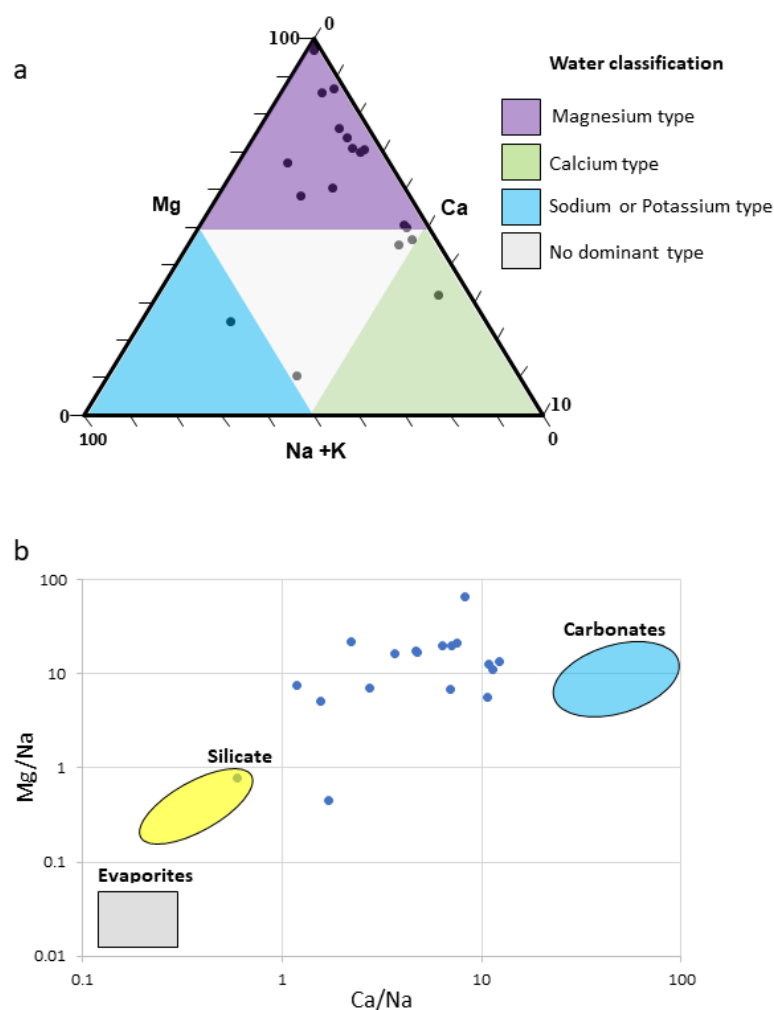 a
0
100
Water classification
Magnesium type
Calcium type
Sodium or Potassium type
No dominant type
Mg
Ca
0
10
100
0
Na +K
b
100
10
1
0.1
0.01
Mg/Na
Carbonates
Silicate
Evaporites
0.1
1
10
100
Ca/Na